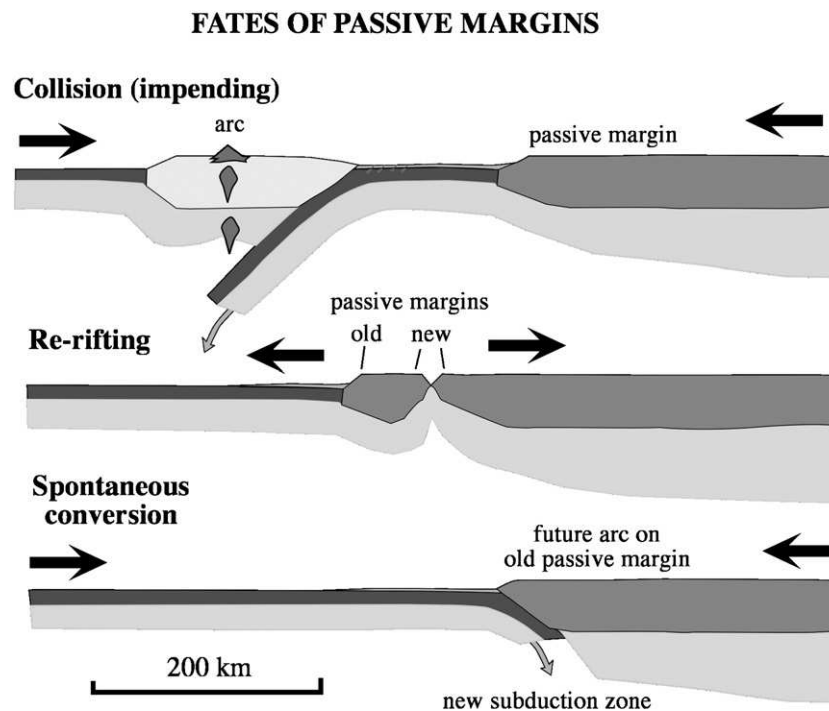 FATES OF PASSIVE MARGINS
Collision (impending)
arc
passive margin
passive margins
old new
Re-rifting
Spontaneous
conversion
future arc on
old passive margin
200 km
new subduction zone